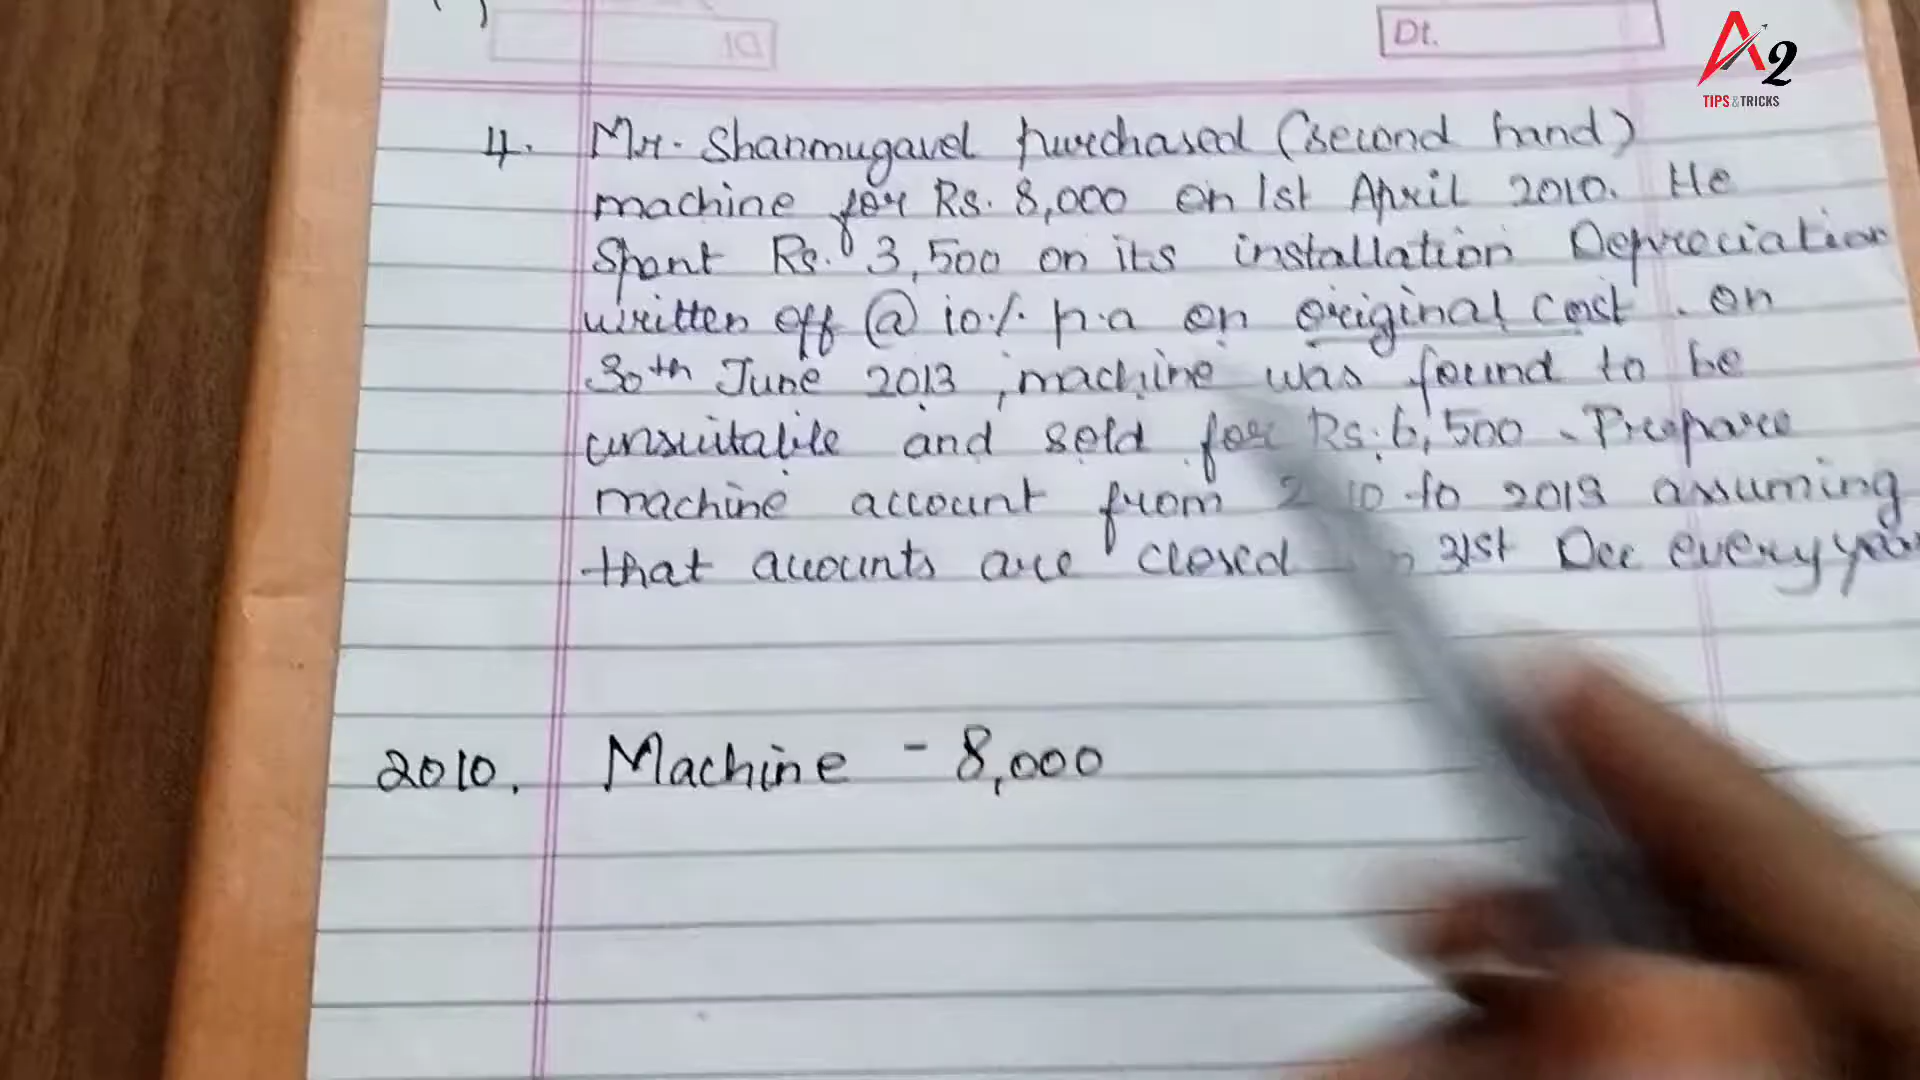 Dt.
A2
TIPS & TRICKS
4. Mr. Shanmugavel purchased (second hand)
machine for Rs. 8,000 on 1st April 2010. He
Spent Rs. 3,500 on its installation Depreciation
written off @ 10% p.a on original cost. on
30th June 2013, machine was found to be
unsuitable and sold for Rs. 6,500. Prepare
machine account from 2010 to 2013 assuming
that accounts are closed 31st Dec every year
2010. Machine - 8,000